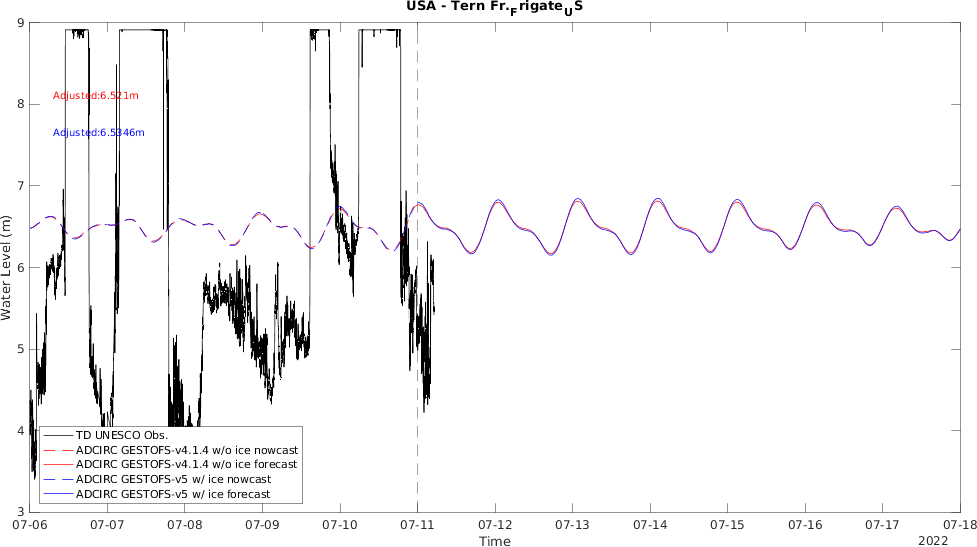 USA - Tern Fr.FrigateUS
9
8
7
6
5
4
3
Water Level (m)
Adjusted:6.521m
Adjusted:6.5346m
TD UNESCO Obs.
ADCIRC GESTOFS-v4.1.4 w/o ice nowcast
ADCIRC GESTOFS-v4.1.4 w/o ice forecast
ADCIRC GESTOFS-v5 w/ ice nowcast
ADCIRC GESTOFS-v5 w/ ice forecast
07-06 07-07 07-08 07-09 07-10 07-11 07-12 07-13 07-14 07-15 07-16 07-17 07-18
Time
2022